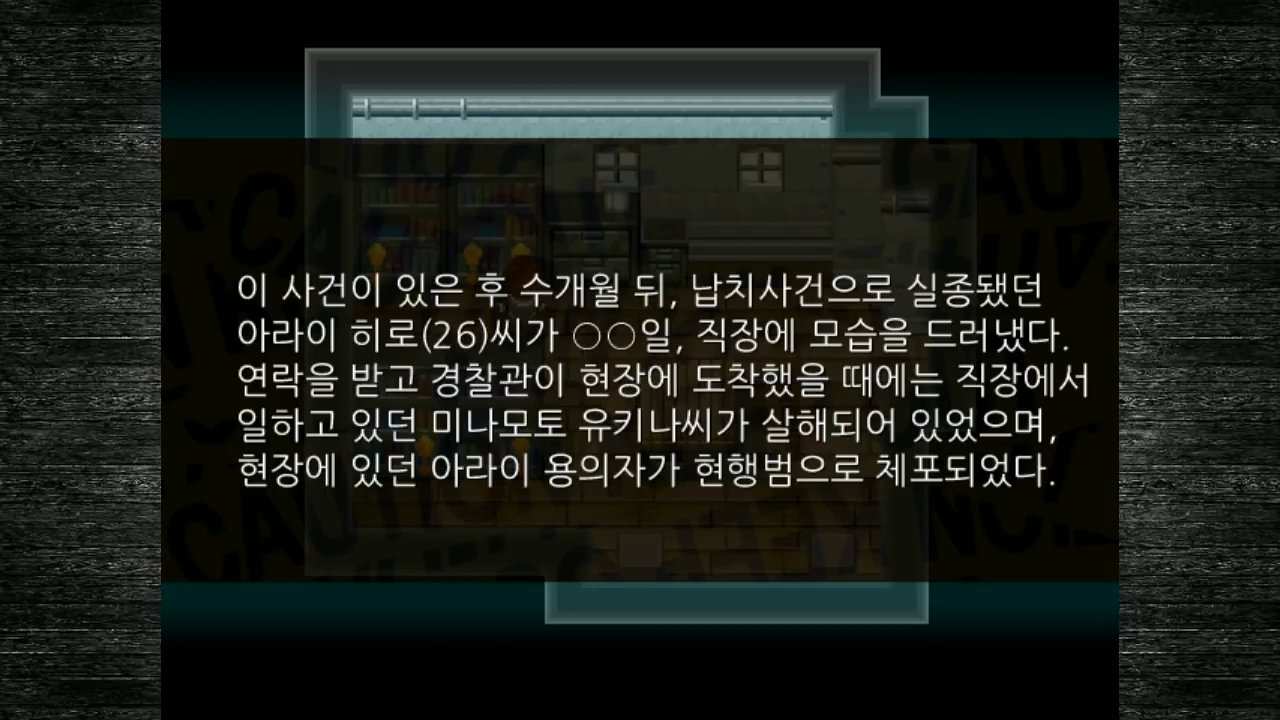 이 사건이 있은 후 수개월 뒤, 납치사건으로 실종됐던
아라이 히로(26)씨가 ○○일, 직장에 모습을 드러냈다.
연락을 받고 경찰관이 현장에 도착했을 때에는 직장에서
일하고 있던 미나모토 유키나씨가 살해되어 있었으며,
현장에 있던 아라이 용의자가 현행범으로 체포되었다.